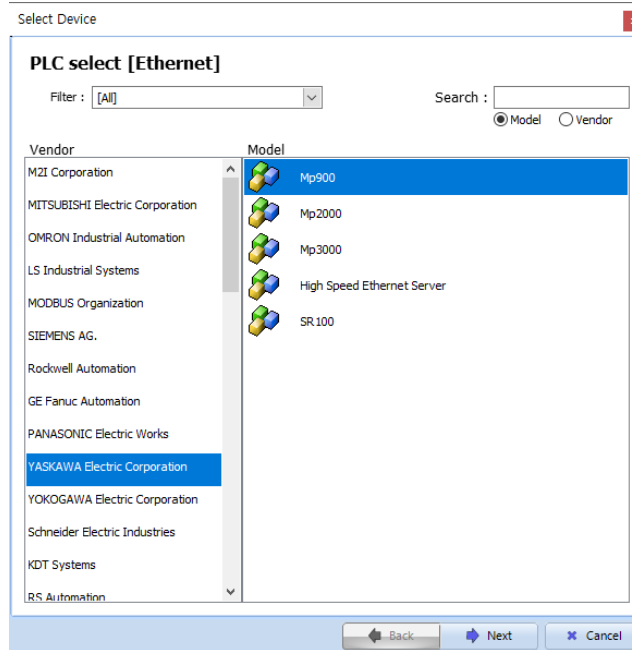 Select Device
PLC select [Ethernet]
Filter : [All]
Search :
Model Vendor
Vendor
M2I Corporation
MITSUBISHI Electric Corporation
OMRON Industrial Automation
LS Industrial Systems
MODBUS Organization
SIEMENS AG.
Rockwell Automation
GE Fanuc Automation
PANASONIC Electric Works
YASKAWA Electric Corporation
YOKOGAWA Electric Corporation
Schneider Electric Industries
KDT Systems
RS Automation
Model
Mp900
Mp2000
Mp3000
High Speed Ethernet Server
SR100
Back Next Cancel